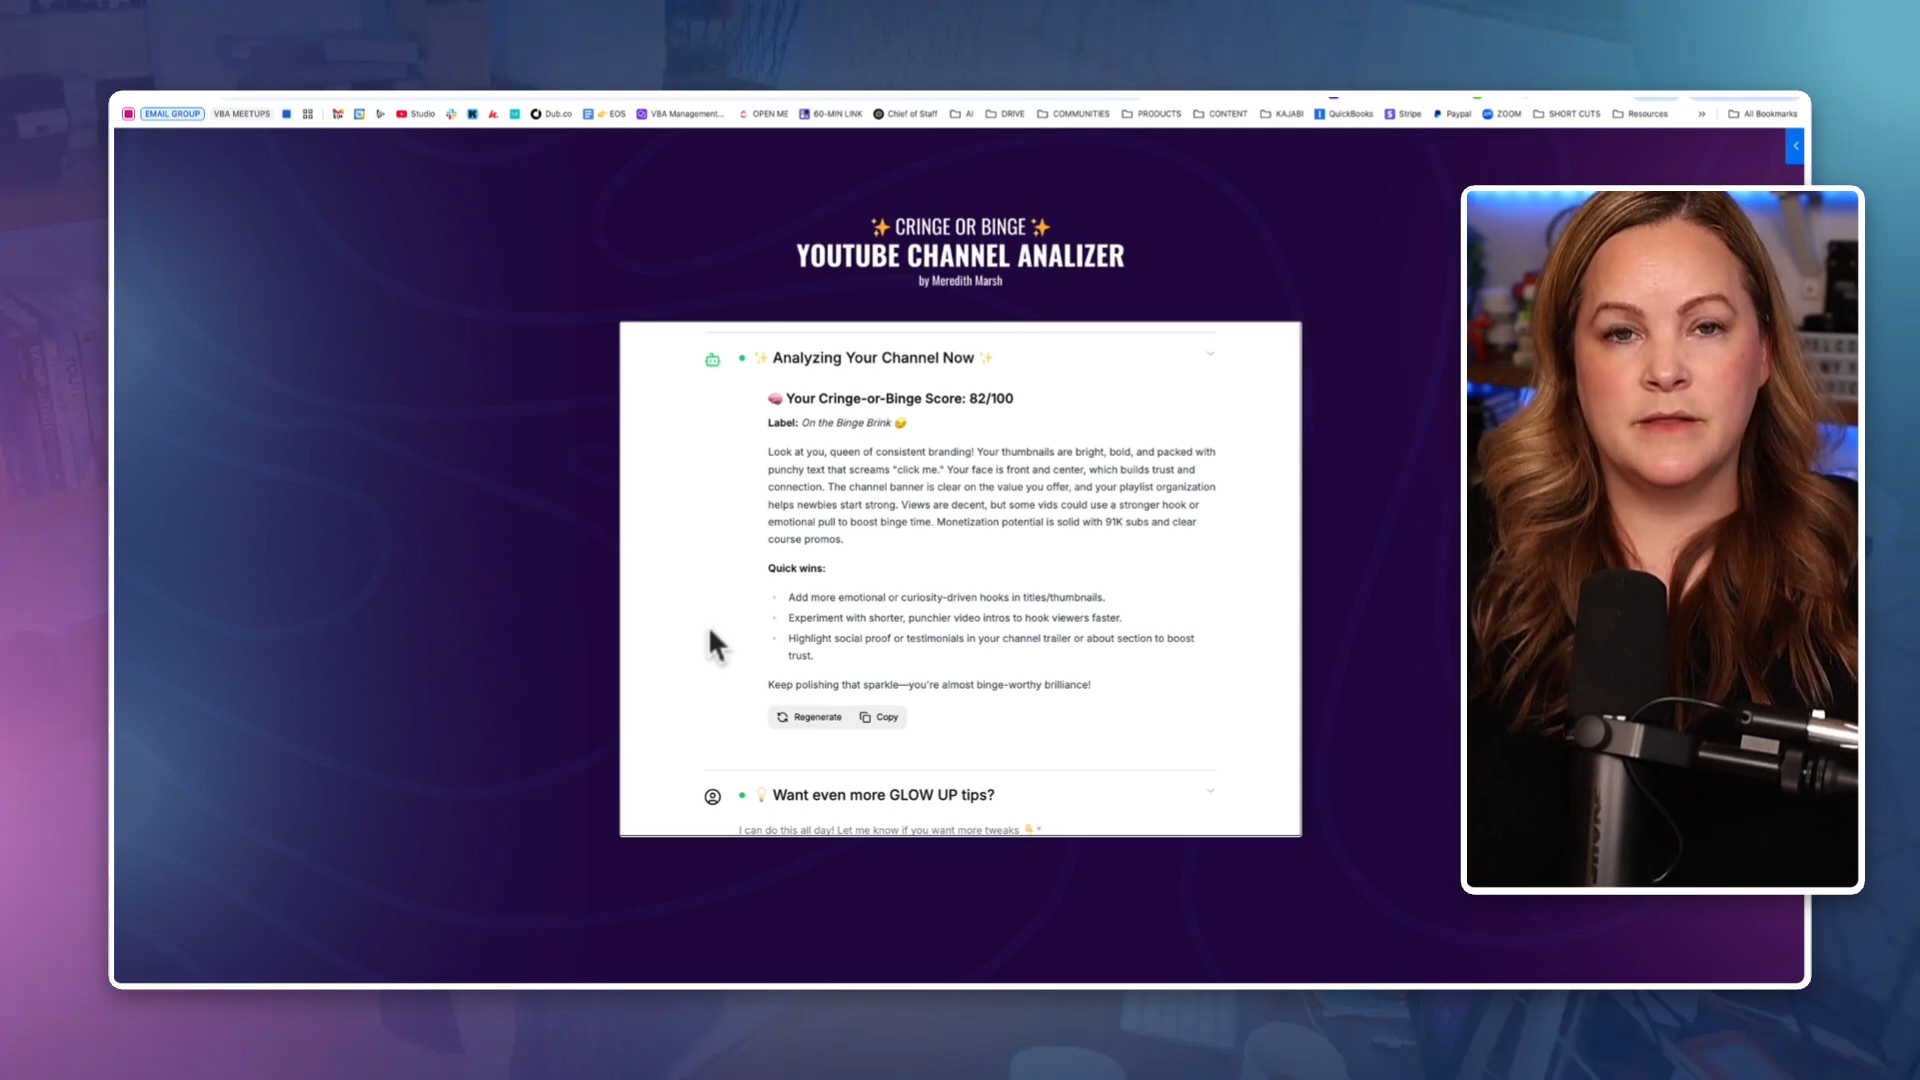 EMAIL GROUP VBA MEETUPS Studio Dub.co EOS VBA Management... OPEN ME 60-MIN LINK Chief of Staff AI DRIVE COMMUNITIES PRODUCTS CONTENT KAJABI QuickBooks Stripe Paypal ZOOM SHORT CUTS Resources » All Bookmarks
✨ CRINGE OR BINGE ✨
YOUTUBE CHANNEL ANALIZER
by Meredith Marsh
✨ Analyzing Your Channel Now ✨
🧠 Your Cringe-or-Binge Score: 82/100
Label: On the Binge Brink 🤏
Look at you, queen of consistent branding! Your thumbnails are bright, bold, and packed with
punchy text that screams "click me." Your face is front and center, which builds trust and
connection. The channel banner is clear on the value you offer, and your playlist organization
helps newbies start strong. Views are decent, but some vids could use a stronger hook or
emotional pull to boost binge time. Monetization potential is solid with 91K subs and clear
course promos.
Quick wins:
Add more emotional or curiosity-driven hooks in titles/thumbnails.
Experiment with shorter, punchier video intros to hook viewers faster.
Highlight social proof or testimonials in your channel trailer or about section to boost
trust.
Keep polishing that sparkle—you're almost binge-worthy brilliance!
Regenerate Copy
💡 Want even more GLOW UP tips?
I can do this all day! Let me know if you want more tweaks 👇 *